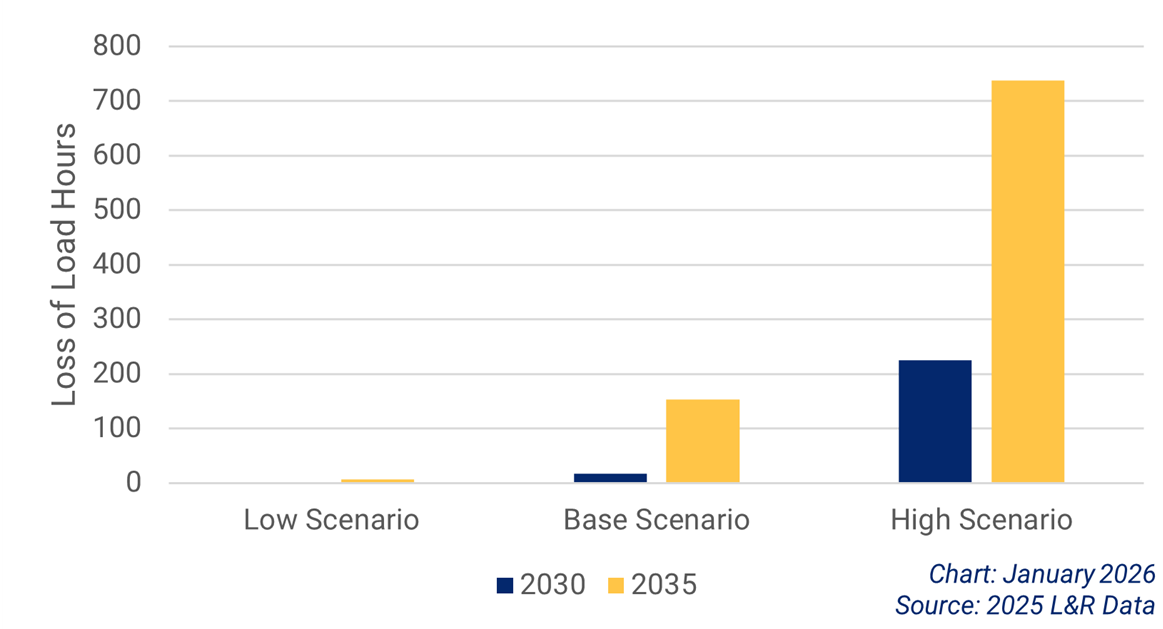 800
700
600
500
400
300
200
100
0
Loss of Load Hours
Low Scenario
Base Scenario
High Scenario
2030
2035
Chart: January 2026
Source: 2025 L&R Data